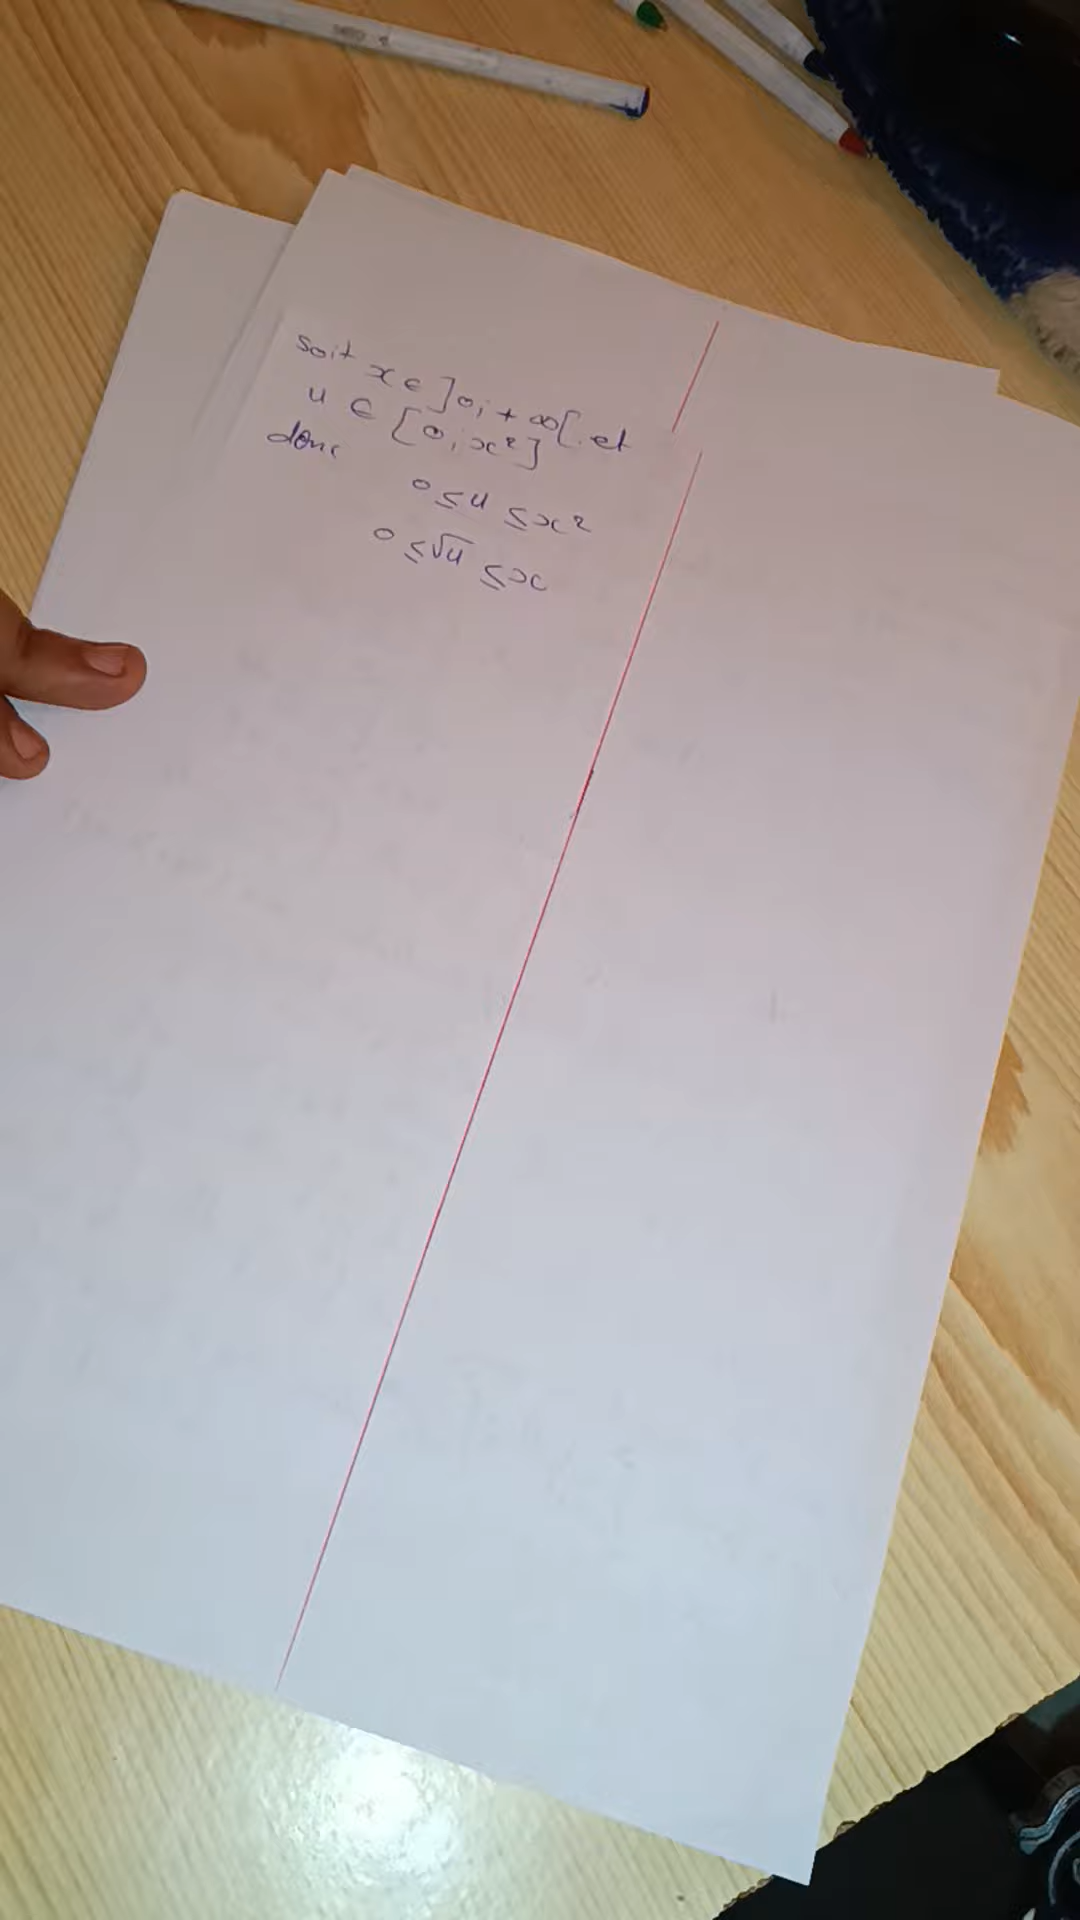 Soit x ∈ ]0; +∞[. et
u ∈ [0; x²]
donc
0 ≤ u ≤ x²
0 ≤ √u ≤ x